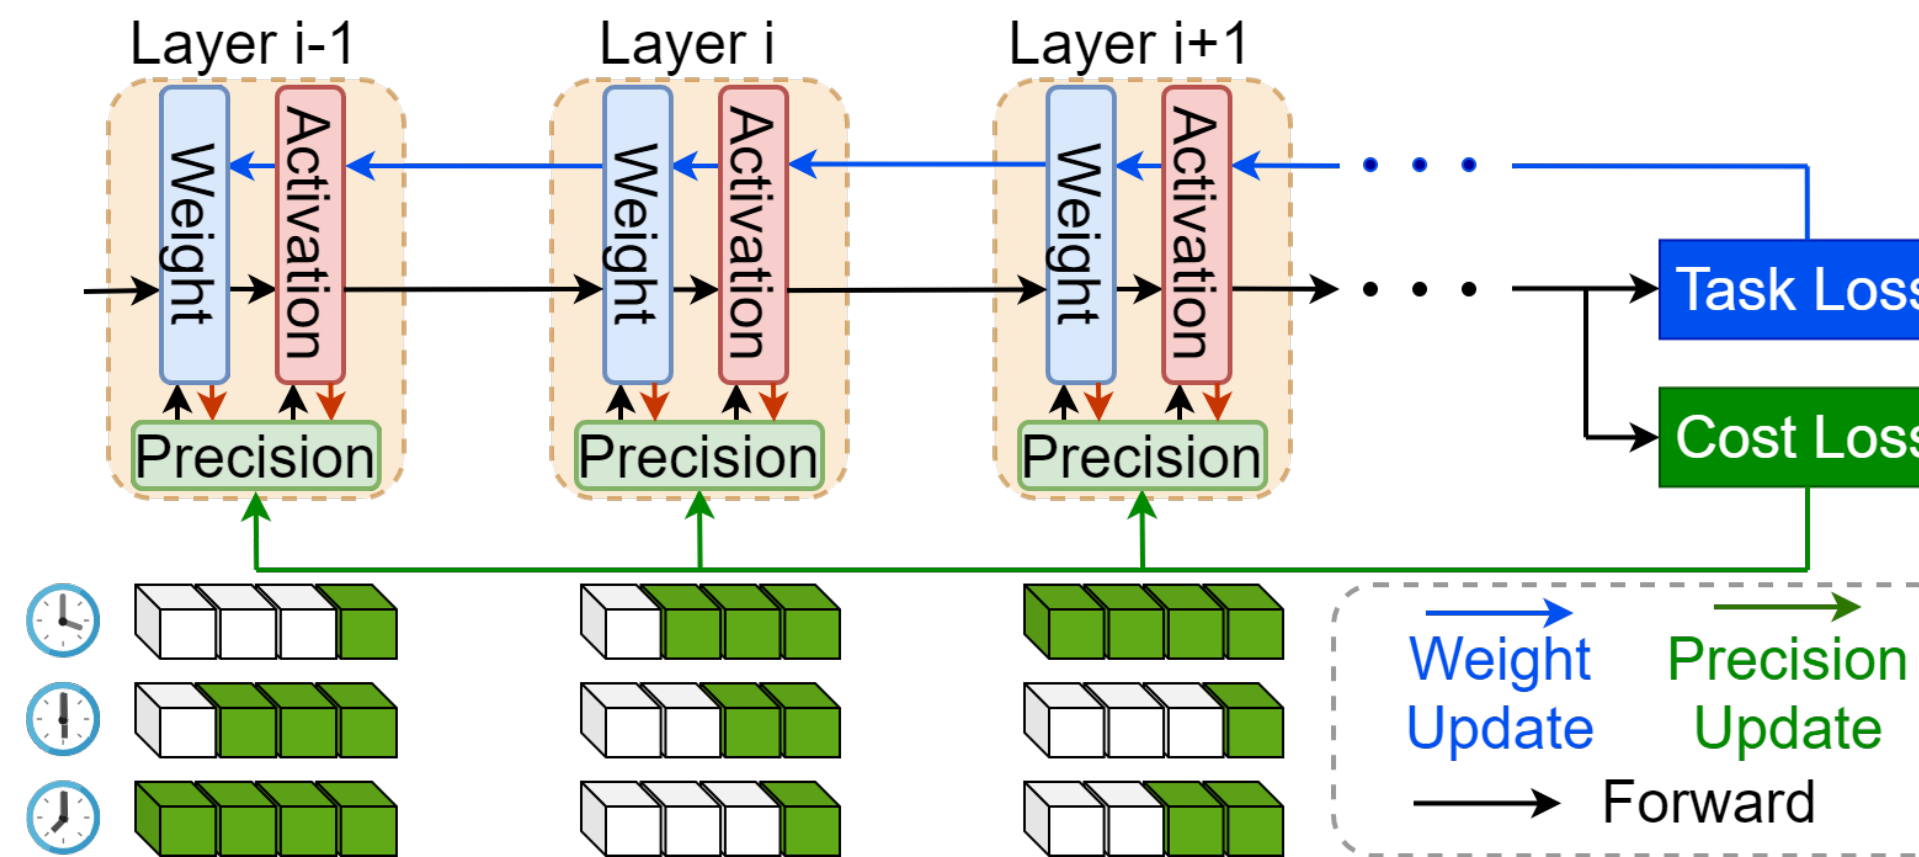 Layer i-1
Layer i
Layer i+1
Weight
Activation
Weight
Activation
Weight
Activation
Task Loss
Precision
Precision
Precision
Cost Loss
Weight
Update
Precision
Update
Forward